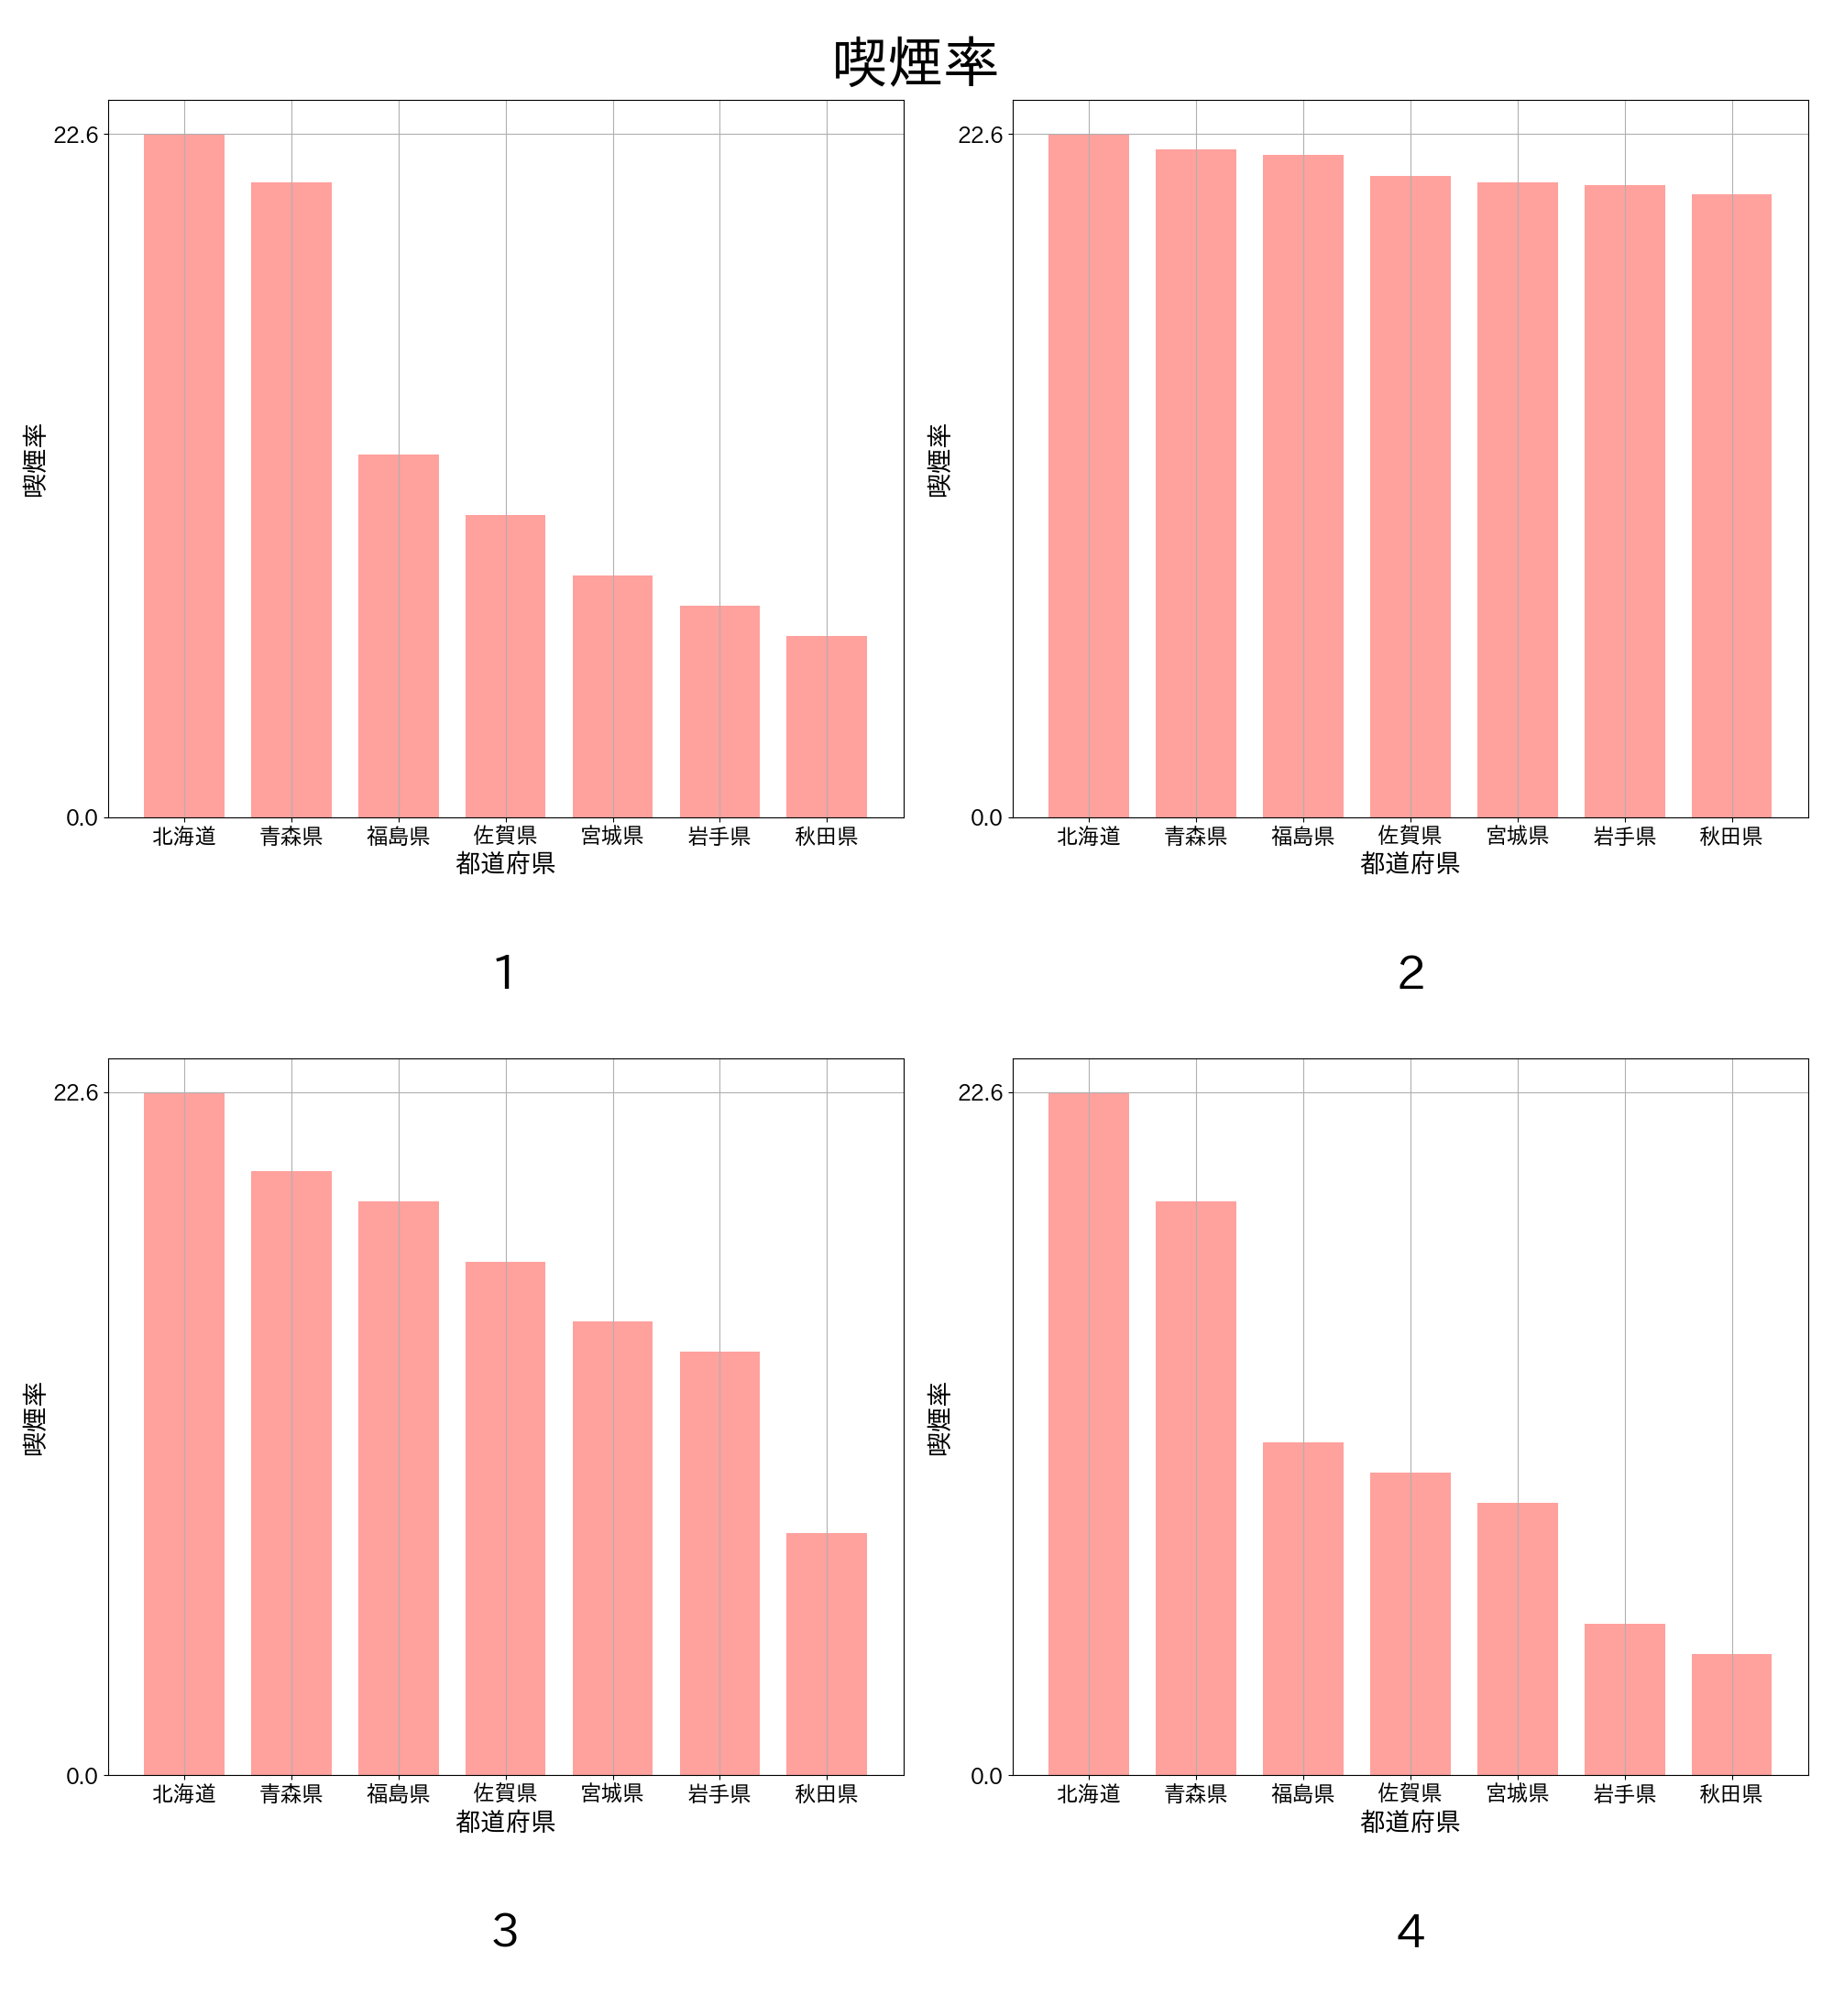 喫煙率
22.6
喫煙率
0.0
北海道 青森県 福島県 佐賀県 宮城県 岩手県 秋田県
都道府県
1
22.6
喫煙率
0.0
北海道 青森県 福島県 佐賀県 宮城県 岩手県 秋田県
都道府県
2
22.6
喫煙率
0.0
北海道 青森県 福島県 佐賀県 宮城県 岩手県 秋田県
都道府県
3
22.6
喫煙率
0.0
北海道 青森県 福島県 佐賀県 宮城県 岩手県 秋田県
都道府県
4